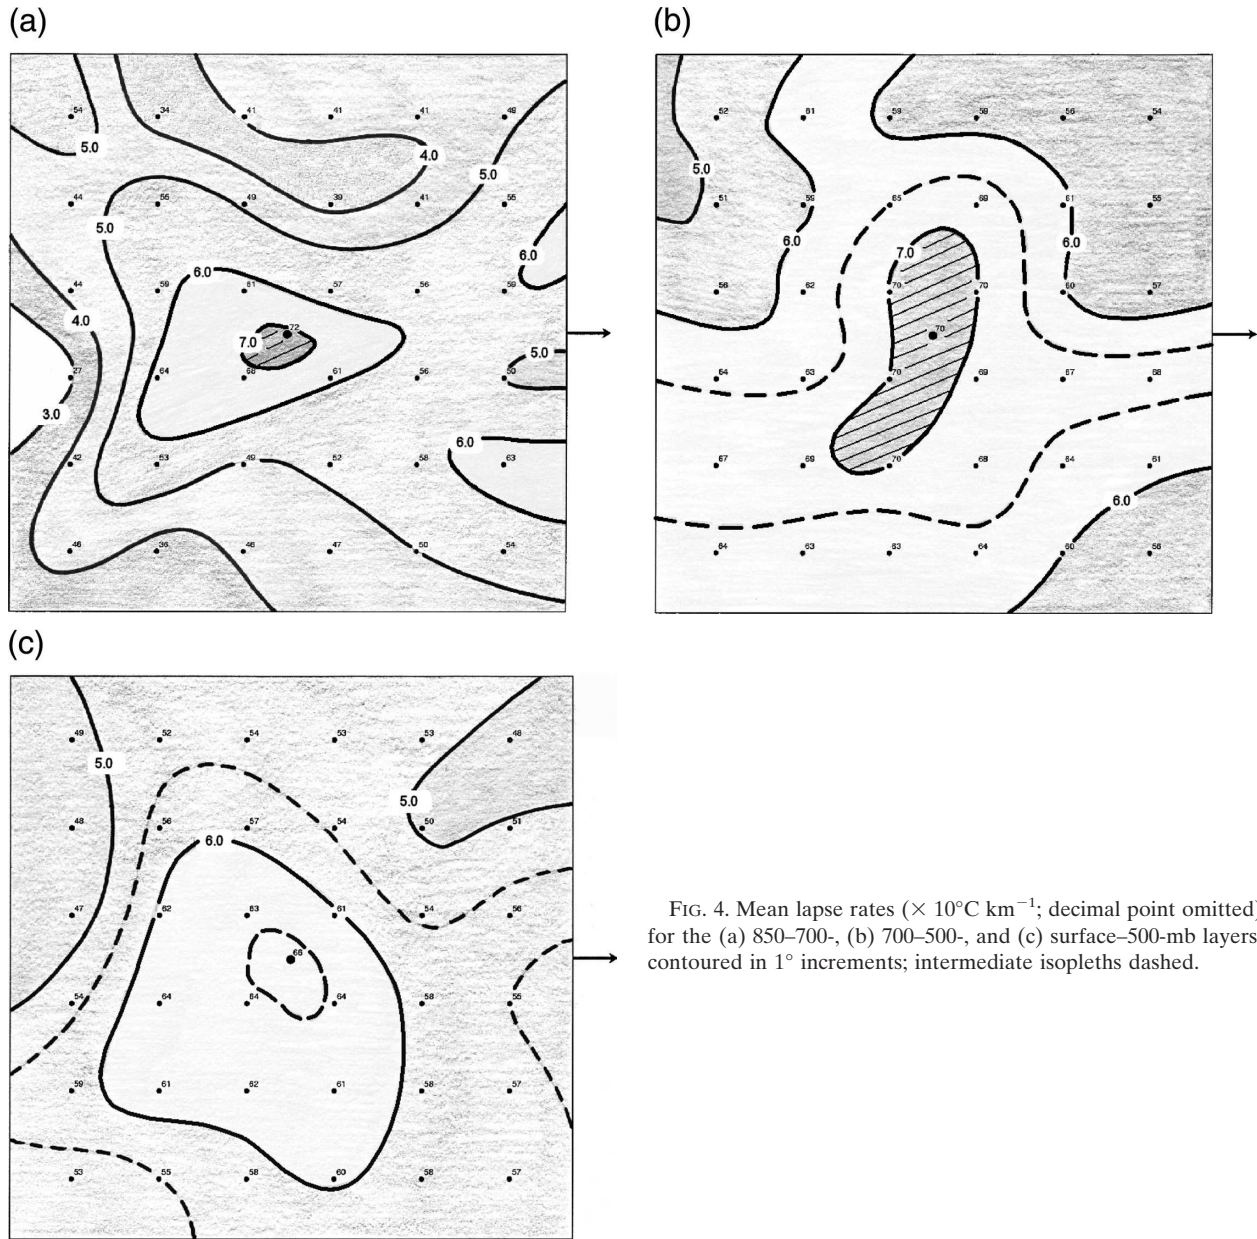 (a)
54 34 41 41 41 49
5.0 4.0 5.0
44 55 49 39 41 55
5.0 6.0
6.0
44 59 61 57 56 59
4.0 72
7.0 5.0
27 64 68 61 56 50
3.0
6.0
42 53 49 52 58 63
46 36 46 47 50 54
(b)
52 61 59 59 56 54
5.0
51 59 65 69 61 55
6.0 7.0 6.0
56 62 70 70 60 57
70
64 63 70 69 67 68
67 69 70 68 64 61
6.0
64 63 63 64 60 56
(c)
49 52 54 53 53 48
5.0
5.0
48 56 57 54 50 51
6.0
47 62 63 61 54 56
66
54 64 64 64 58 55
59 61 62 61 58 57
53 55 58 60 58 57
FIG. 4. Mean lapse rates (× 10°C km−1; decimal point omitted)
for the (a) 850–700-, (b) 700–500-, and (c) surface–500-mb layers
contoured in 1° increments; intermediate isopleths dashed.